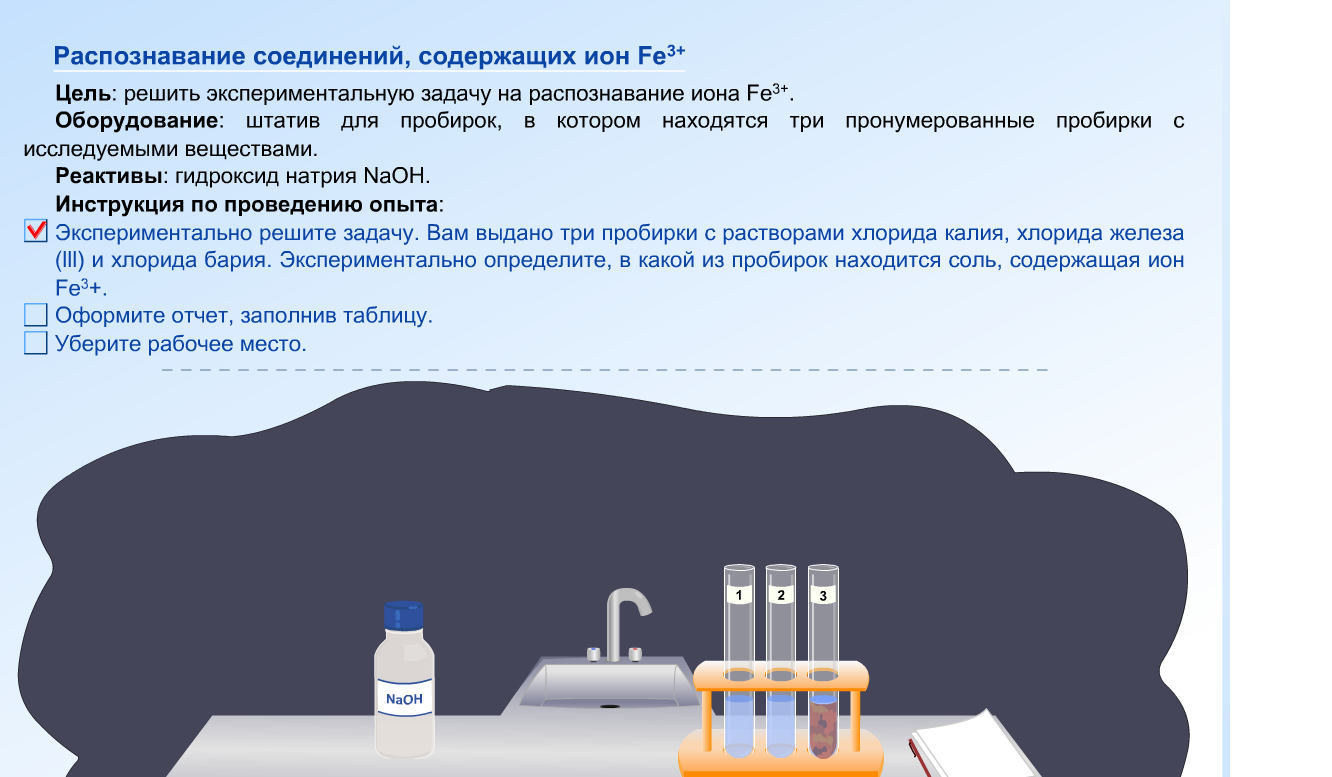 Распознавание соединений, содержащих ион Fe³⁺
Цель: решить экспериментальную задачу на распознавание иона Fe³⁺.
Оборудование: штатив для пробирок, в котором находятся три пронумерованные пробирки с
исследуемыми веществами.
Реактивы: гидроксид натрия NaOH.
Инструкция по проведению опыта:
Экспериментально решите задачу. Вам выдано три пробирки с растворами хлорида калия, хлорида железа
(III) и хлорида бария. Экспериментально определите, в какой из пробирок находится соль, содержащая ион
Fe³+.
Оформите отчет, заполнив таблицу.
Уберите рабочее место.
1 2 3
NaOH